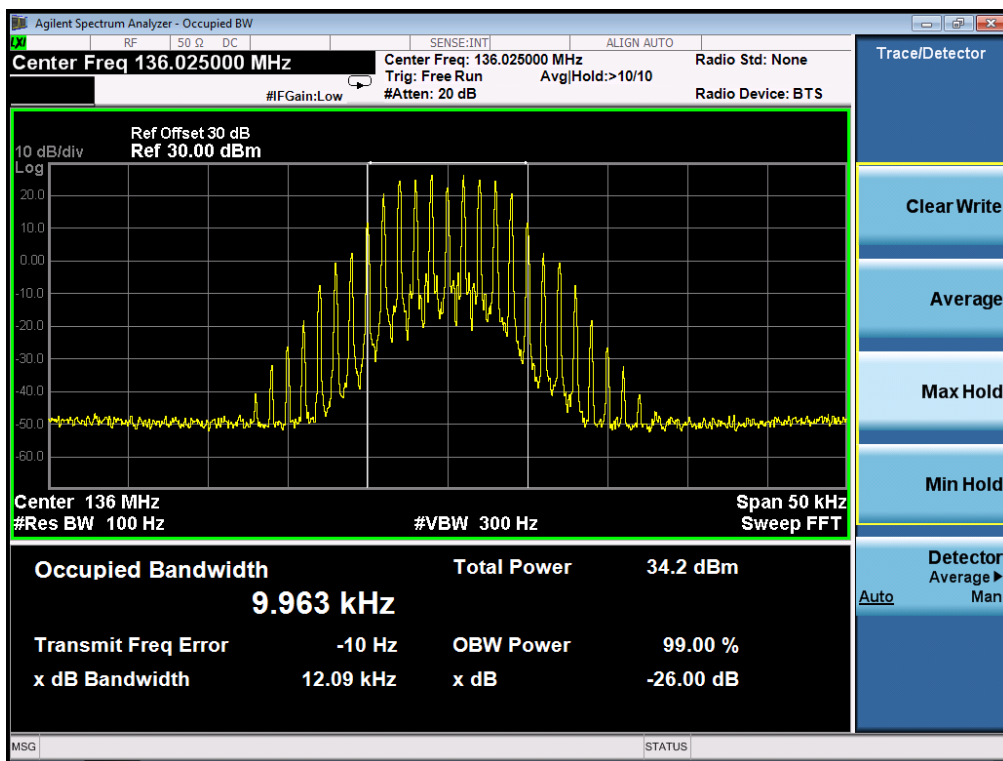 Agilent Spectrum Analyzer - Occupied BW
LXI RF 50 Ω DC SENSE:INT ALIGN AUTO
Center Freq 136.025000 MHz
Center Freq: 136.025000 MHz Radio Std: None
Trig: Free Run Avg|Hold:>10/10
#IFGain:Low #Atten: 20 dB Radio Device: BTS
Ref Offset 30 dB
10 dB/div Ref 30.00 dBm
Log
20.0
10.0
0.00
-10.0
-20.0
-30.0
-40.0
-50.0
-60.0
Center 136 MHz Span 50 kHz
#Res BW 100 Hz #VBW 300 Hz Sweep FFT
Occupied Bandwidth Total Power 34.2 dBm
9.963 kHz
Transmit Freq Error -10 Hz OBW Power 99.00 %
x dB Bandwidth 12.09 kHz x dB -26.00 dB
MSG STATUS
Trace/Detector
Clear Write
Average
Max Hold
Min Hold
Detector
Average
Auto Man